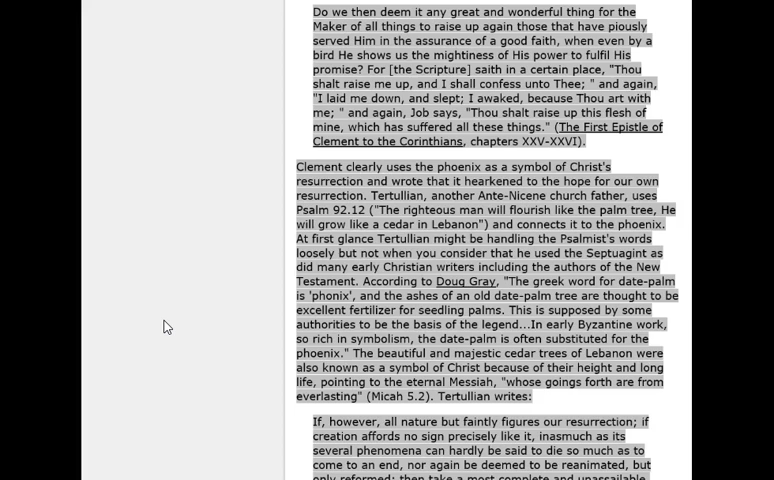 Do we then deem it any great and wonderful thing for the
Maker of all things to raise up again those that have piously
served Him in the assurance of a good faith, when even by a
bird He shows us the mightiness of His power to fulfil His
promise? For [the Scripture] saith in a certain place, "Thou
shalt raise me up, and I shall confess unto Thee; " and again,
"I laid me down, and slept; I awaked, because Thou art with
me; " and again, Job says, "Thou shalt raise up this flesh of
mine, which has suffered all these things." (The First Epistle of
Clement to the Corinthians, chapters XXV-XXVI).
Clement clearly uses the phoenix as a symbol of Christ's
resurrection and wrote that it hearkened to the hope for our own
resurrection. Tertullian, another Ante-Nicene church father, uses
Psalm 92.12 ("The righteous man will flourish like the palm tree, He
will grow like a cedar in Lebanon") and connects it to the phoenix.
At first glance Tertullian might be handling the Psalmist's words
loosely but not when you consider that he used the Septuagint as
did many early Christian writers including the authors of the New
Testament. According to Doug Gray, "The greek word for date-palm
is 'phonix', and the ashes of an old date-palm tree are thought to be
excellent fertilizer for seedling palms. This is supposed by some
authorities to be the basis of the legend...In early Byzantine work,
so rich in symbolism, the date-palm is often substituted for the
phoenix." The beautiful and majestic cedar trees of Lebanon were
also known as a symbol of Christ because of their height and long
life, pointing to the eternal Messiah, "whose goings forth are from
everlasting" (Micah 5.2). Tertullian writes:
If, however, all nature but faintly figures our resurrection; if
creation affords no sign precisely like it, inasmuch as its
several phenomena can hardly be said to die so much as to
come to an end, nor again be deemed to be reanimated, but
only reformed; then take a most complete and unassailable